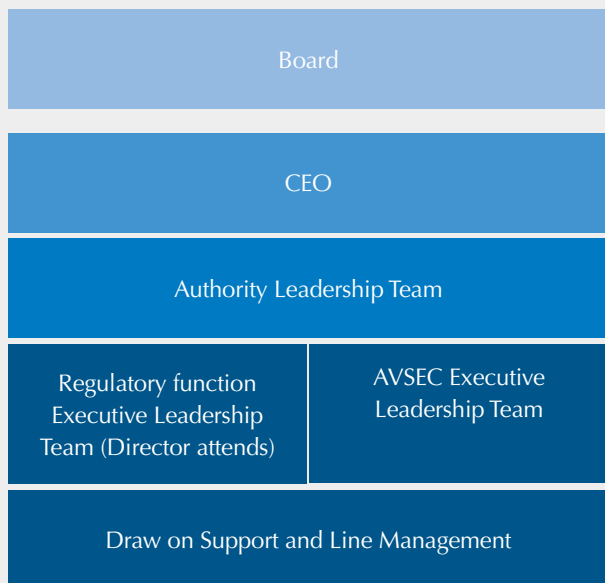 Board
CEO
Authority Leadership Team
Regulatory function
Executive Leadership
Team (Director attends)
AVSEC Executive
Leadership Team
Draw on Support and Line Management